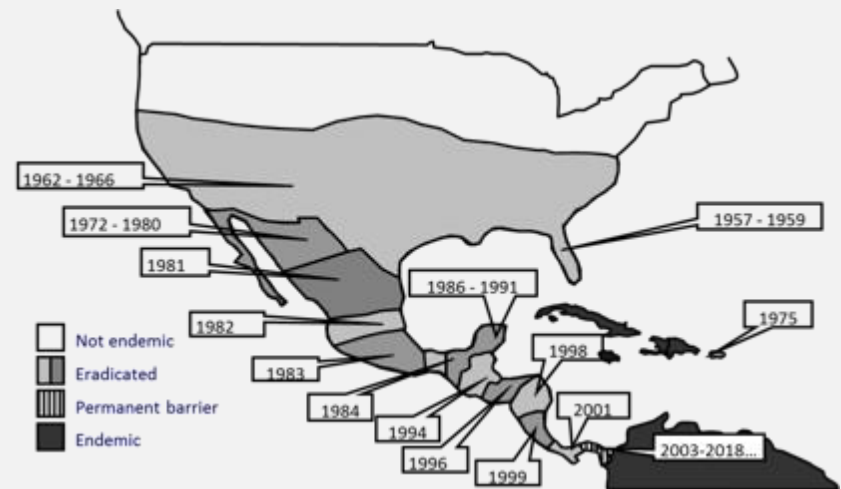 1962 - 1966
1957 - 1959
1972 - 1980
1981
1986 - 1991
1982
1975
Not endemic
1998
1983
Eradicated
1984
2001
Permanent barrier
1994
Endemic
1996
2003-2018...
1999